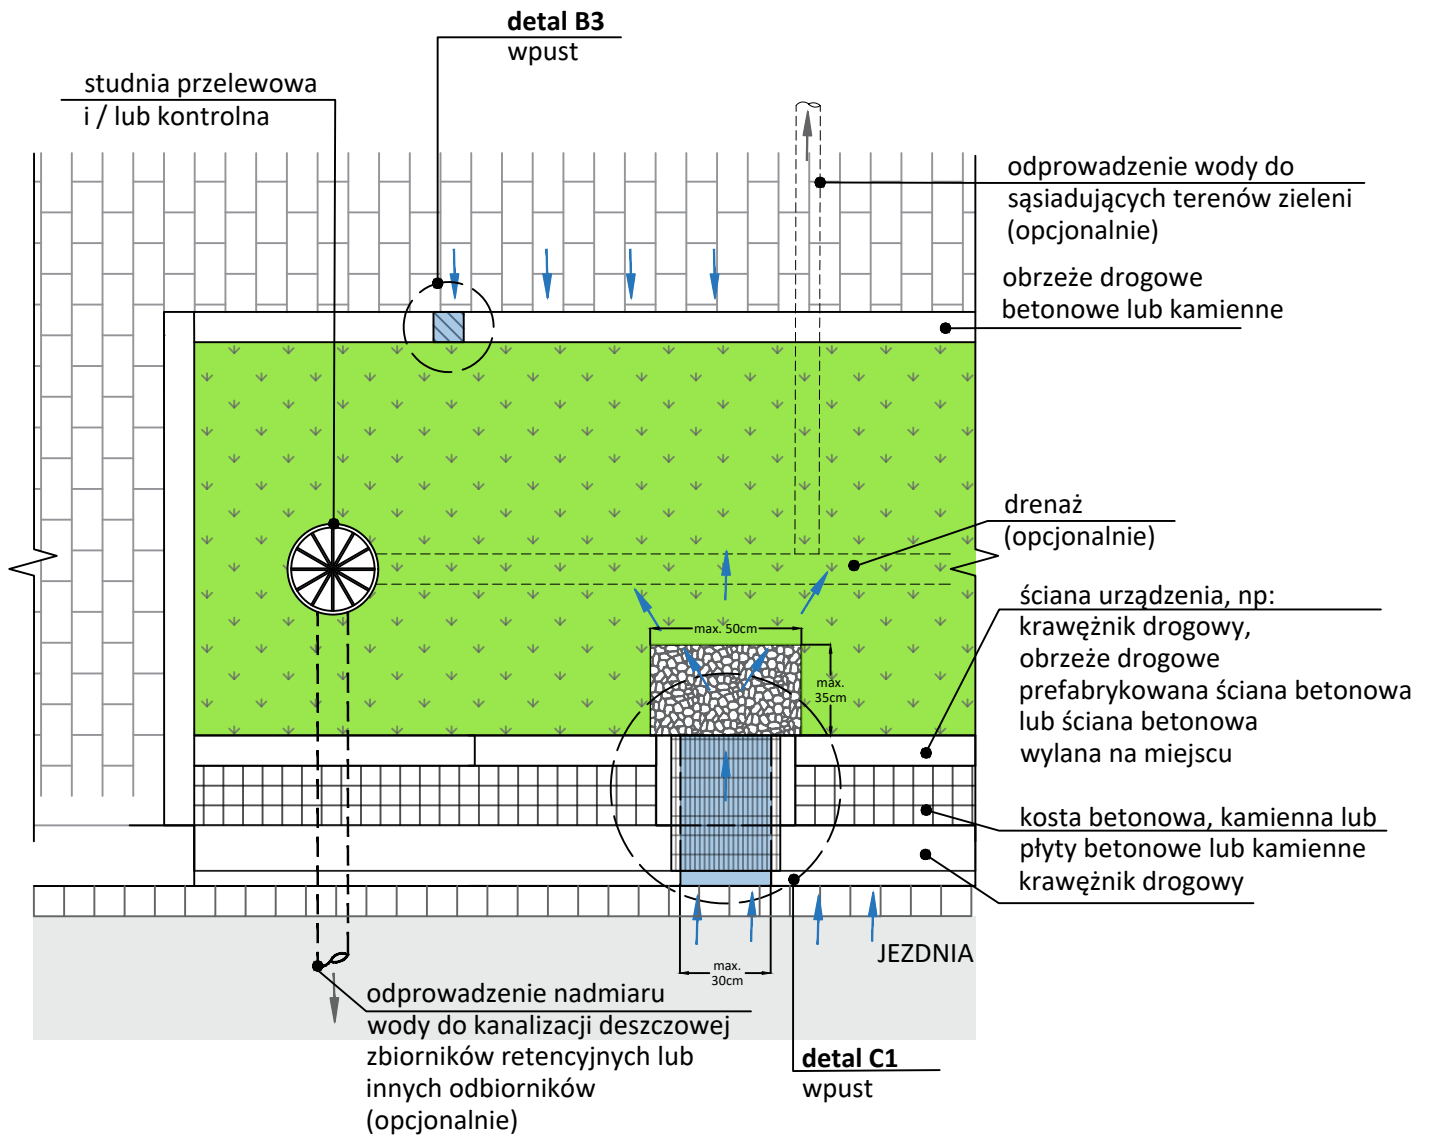 detal B3
wpust
studnia przelewowa
i / lub kontrolna
odprowadzenie wody do
sąsiadujących terenów zieleni
(opcjonalnie)
obrzeże drogowe
betonowe lub kamienne
drenaż
(opcjonalnie)
ściana urządzenia, np:
krawężnik drogowy,
obrzeże drogowe
prefabrykowana ściana betonowa
lub ściana betonowa
wylana na miejscu
max. 50cm
max.
35cm
kosta betonowa, kamienna lub
płyty betonowe lub kamienne
krawężnik drogowy
JEZDNIA
max.
30cm
odprowadzenie nadmiaru
wody do kanalizacji deszczowej
zbiorników retencyjnych lub
innych odbiorników
(opcjonalnie)
detal C1
wpust